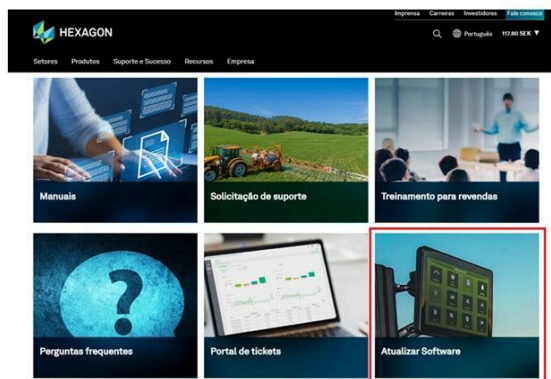 Imprensa Carreiras Investidores Fale conosco
HEXAGON
Português 117.80 SEK ▼
Setores Produtos Suporte e Sucesso Recursos Empresa
Manuais
Solicitação de suporte
Treinamento para revendas
?
Perguntas frequentes
Portal de tickets
Atualizar Software